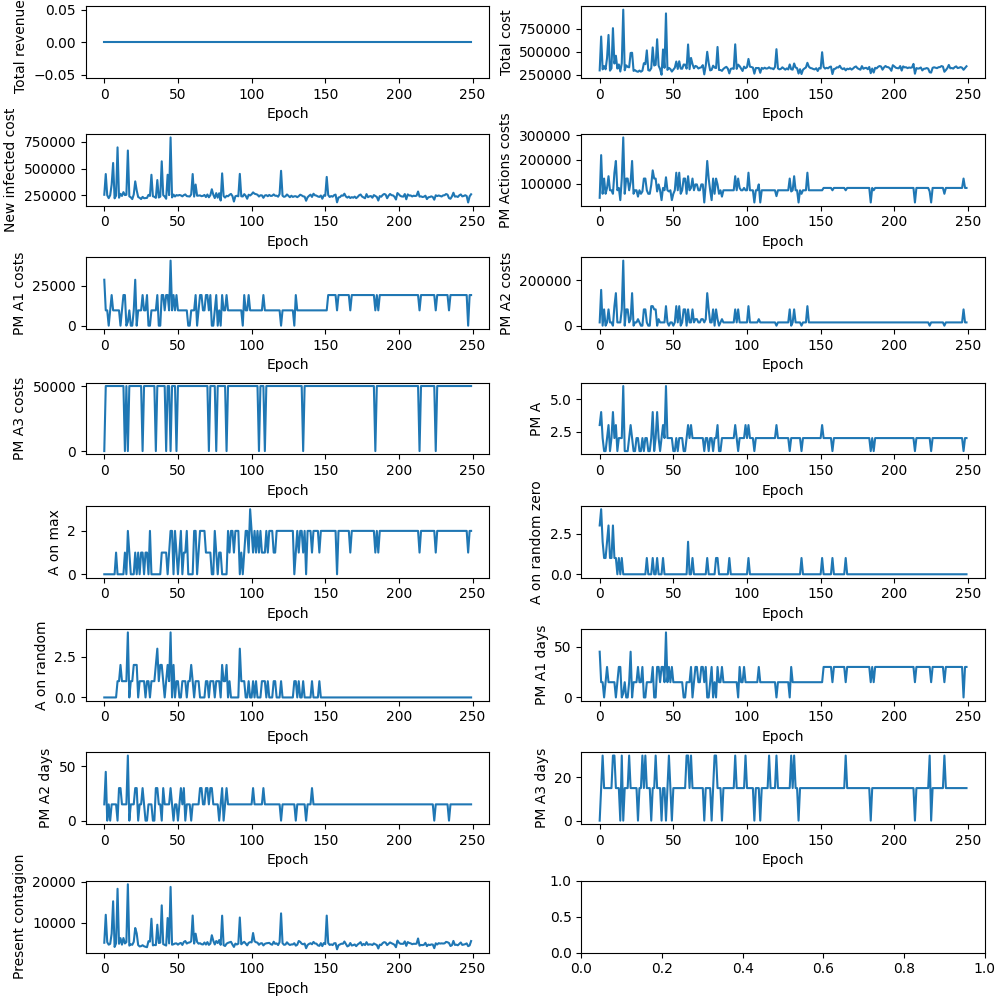 Total revenue
0.05
0.00
−0.05
0 50 100 150 200 250
Epoch
Total cost
750000
500000
250000
0 50 100 150 200 250
Epoch
New infected cost
750000
500000
250000
0 50 100 150 200 250
Epoch
PM Actions costs
300000
200000
100000
0 50 100 150 200 250
Epoch
PM A1 costs
25000
0
0 50 100 150 200 250
Epoch
PM A2 costs
200000
0
0 50 100 150 200 250
Epoch
PM A3 costs
50000
0
0 50 100 150 200 250
Epoch
PM A
5.0
2.5
0 50 100 150 200 250
Epoch
A on max
2
0
0 50 100 150 200 250
Epoch
A on random zero
2.5
0.0
0 50 100 150 200 250
Epoch
A on random
2.5
0.0
0 50 100 150 200 250
Epoch
PM A1 days
50
0
0 50 100 150 200 250
Epoch
PM A2 days
50
0
0 50 100 150 200 250
Epoch
PM A3 days
20
0
0 50 100 150 200 250
Epoch
Present contagion
20000
10000
0 50 100 150 200 250
Epoch
1.0
0.5
0.0
0.0 0.2 0.4 0.6 0.8 1.0